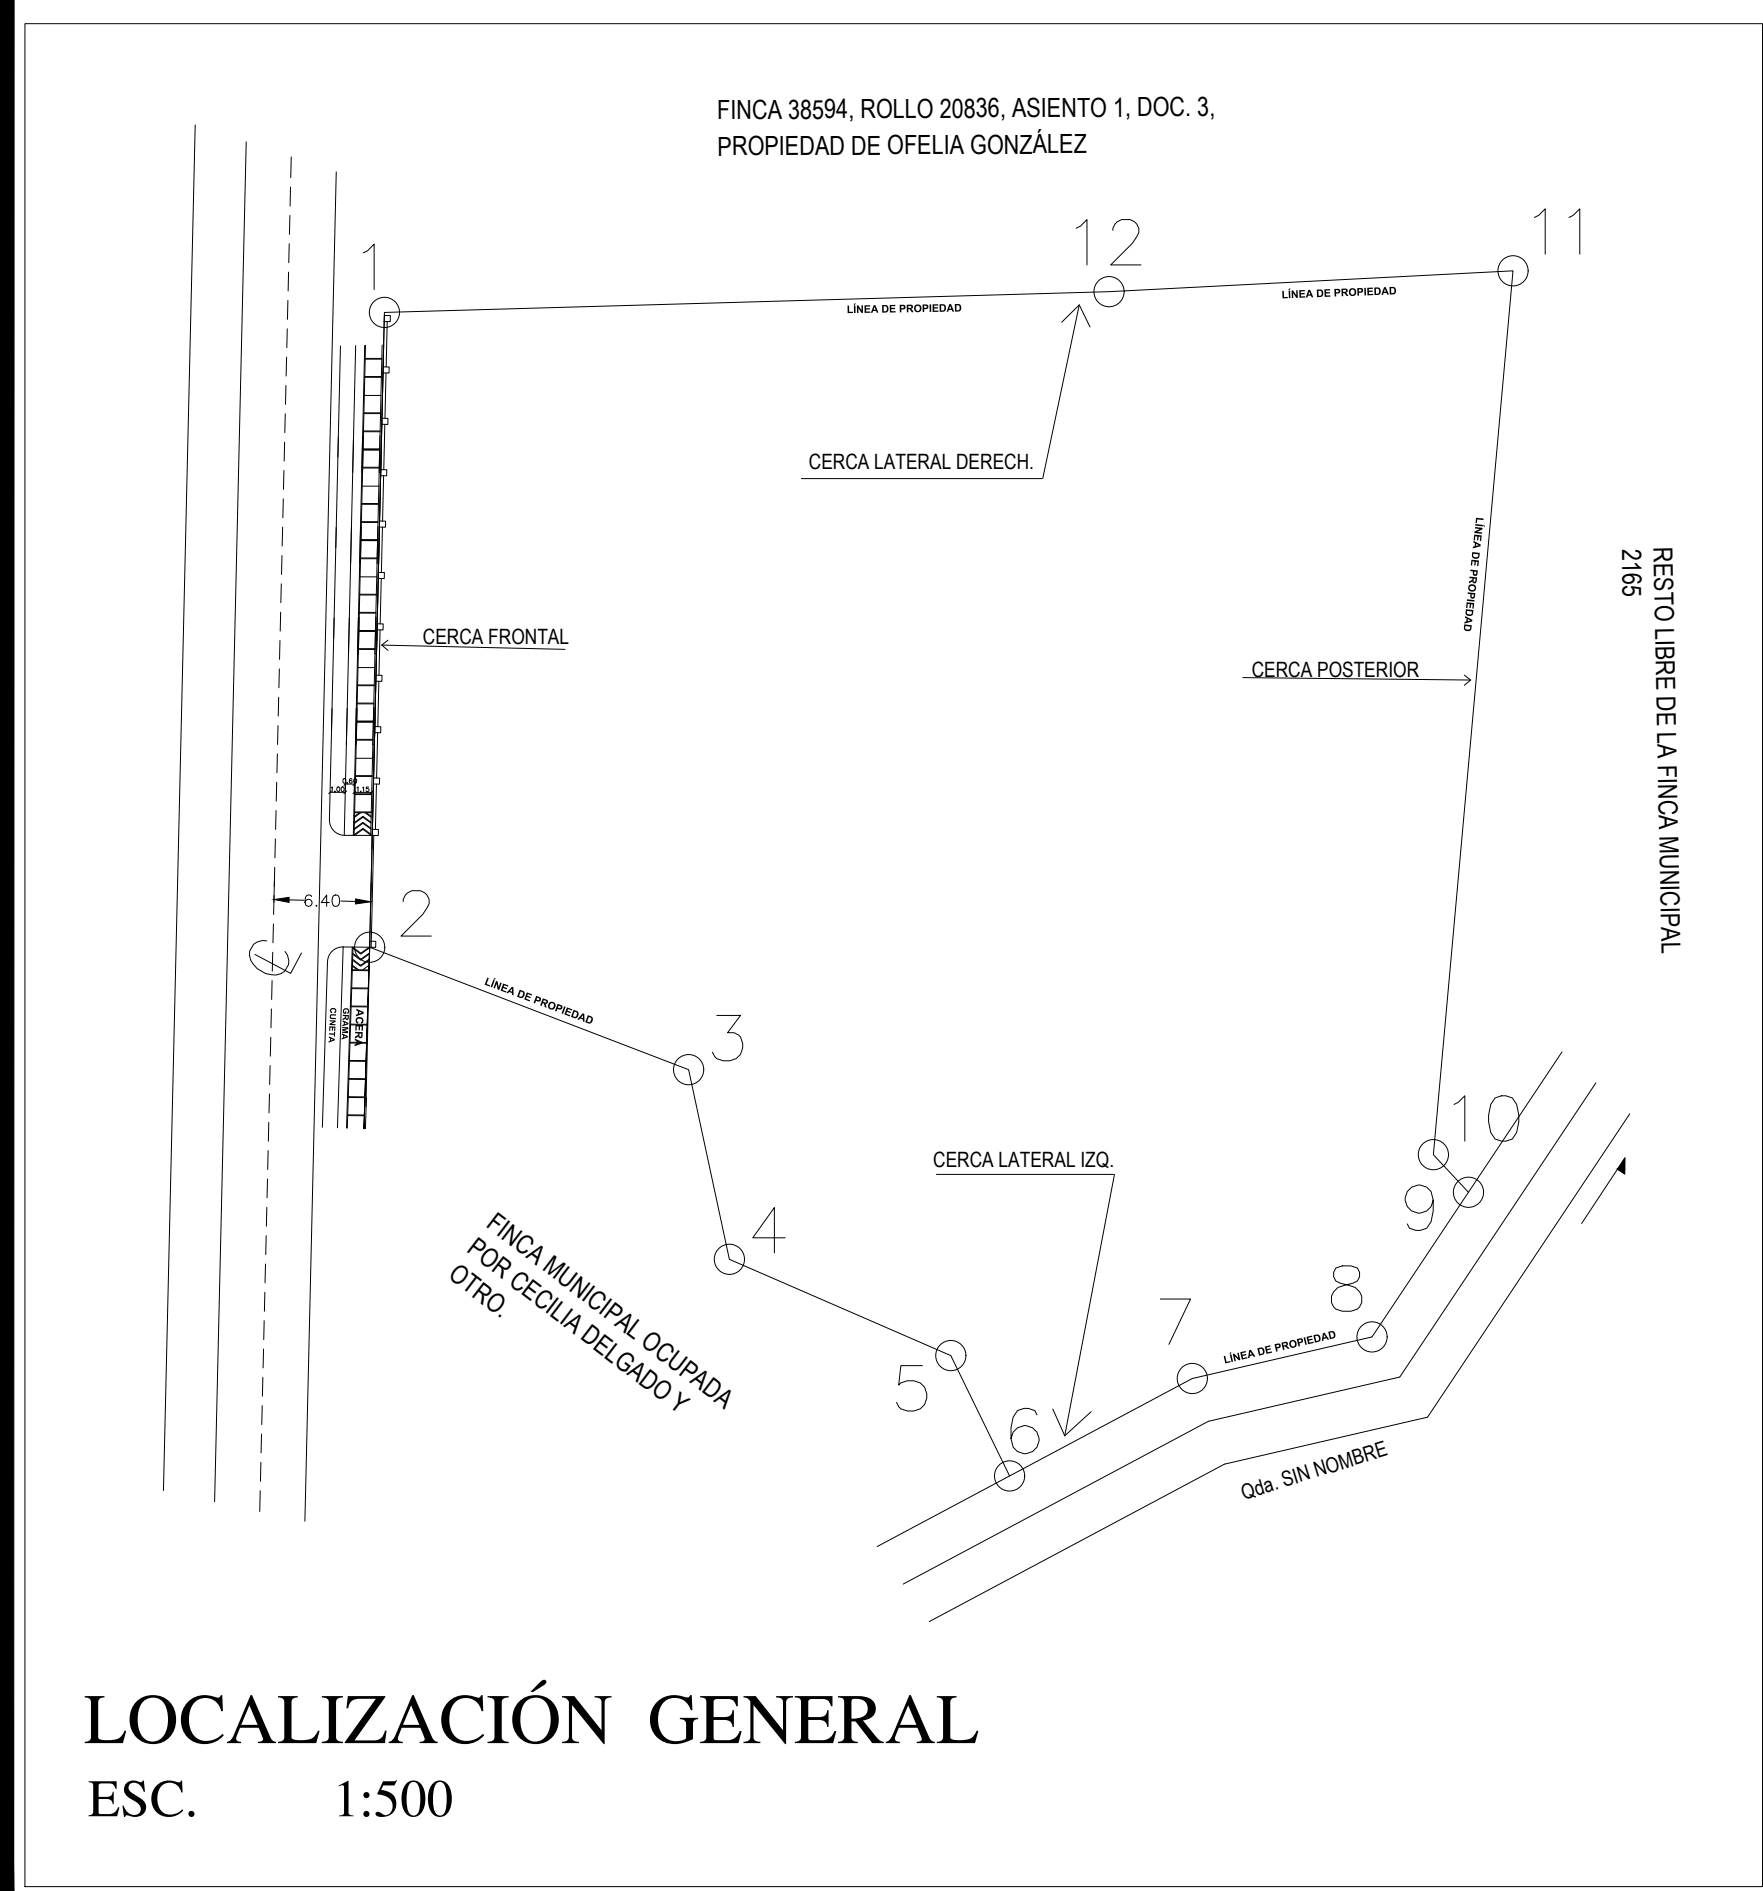 FINCA 38594, ROLLO 20836, ASIENTO 1, DOC. 3,
PROPIEDAD DE OFELIA GONZÁLEZ
1
12
11
LÍNEA DE PROPIEDAD
LÍNEA DE PROPIEDAD
CERCA LATERAL DERECH.
LÍNEA DE PROPIEDAD
RESTO LIBRE DE LA FINCA MUNICIPAL
2165
CERCA FRONTAL
CERCA POSTERIOR
0.60
1.00
1.15
6.40
2
LÍNEA DE PROPIEDAD
ACERA
GRAMA
CUNETA
3
10
CERCA LATERAL IZQ.
9
4
FINCA MUNICIPAL OCUPADA
POR CECILIA DELGADO Y
OTRO.
8
7
LÍNEA DE PROPIEDAD
5
6
Qda. SIN NOMBRE
LOCALIZACIÓN GENERAL
ESC. 1:500